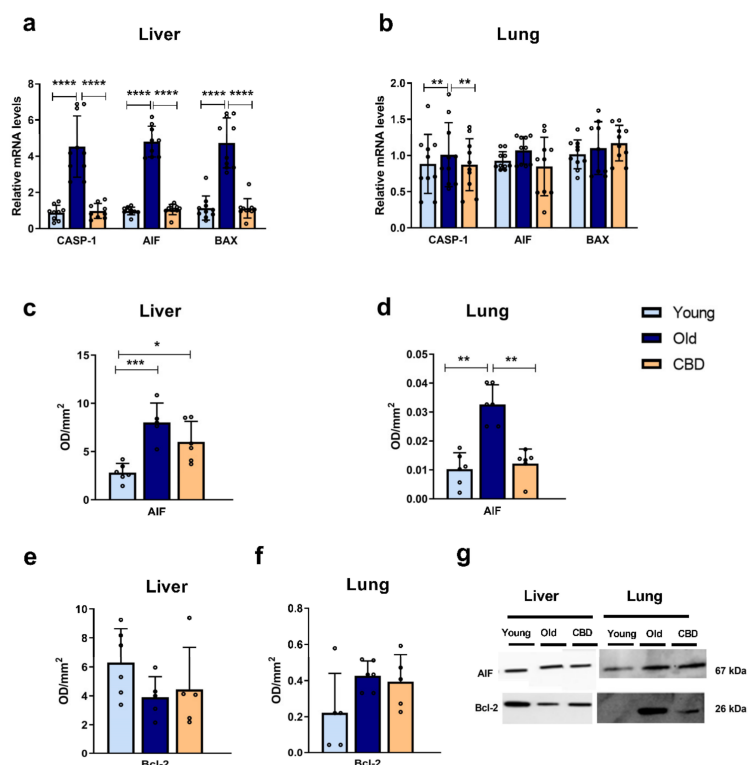 a
Liver
Relative mRNA levels
8
6
4
2
0
**** **** **** **** **** ****
CASP-1 AIF BAX
b
Lung
Relative mRNA levels
2.0
1.5
1.0
0.5
0.0
** **
CASP-1 AIF BAX
c
Liver
OD/mm2
15
10
5
0
*
***
AIF
d
Lung
OD/mm2
0.05
0.04
0.03
0.02
0.01
0.00
** **
AIF
Young
Old
CBD
e
Liver
OD/mm2
10
8
6
4
2
0
Bcl-2
f
Lung
OD/mm2
0.8
0.6
0.4
0.2
0.0
Bcl-2
g
Liver Lung
Young Old CBD Young Old CBD
AIF 67 kDa
Bcl-2 26 kDa